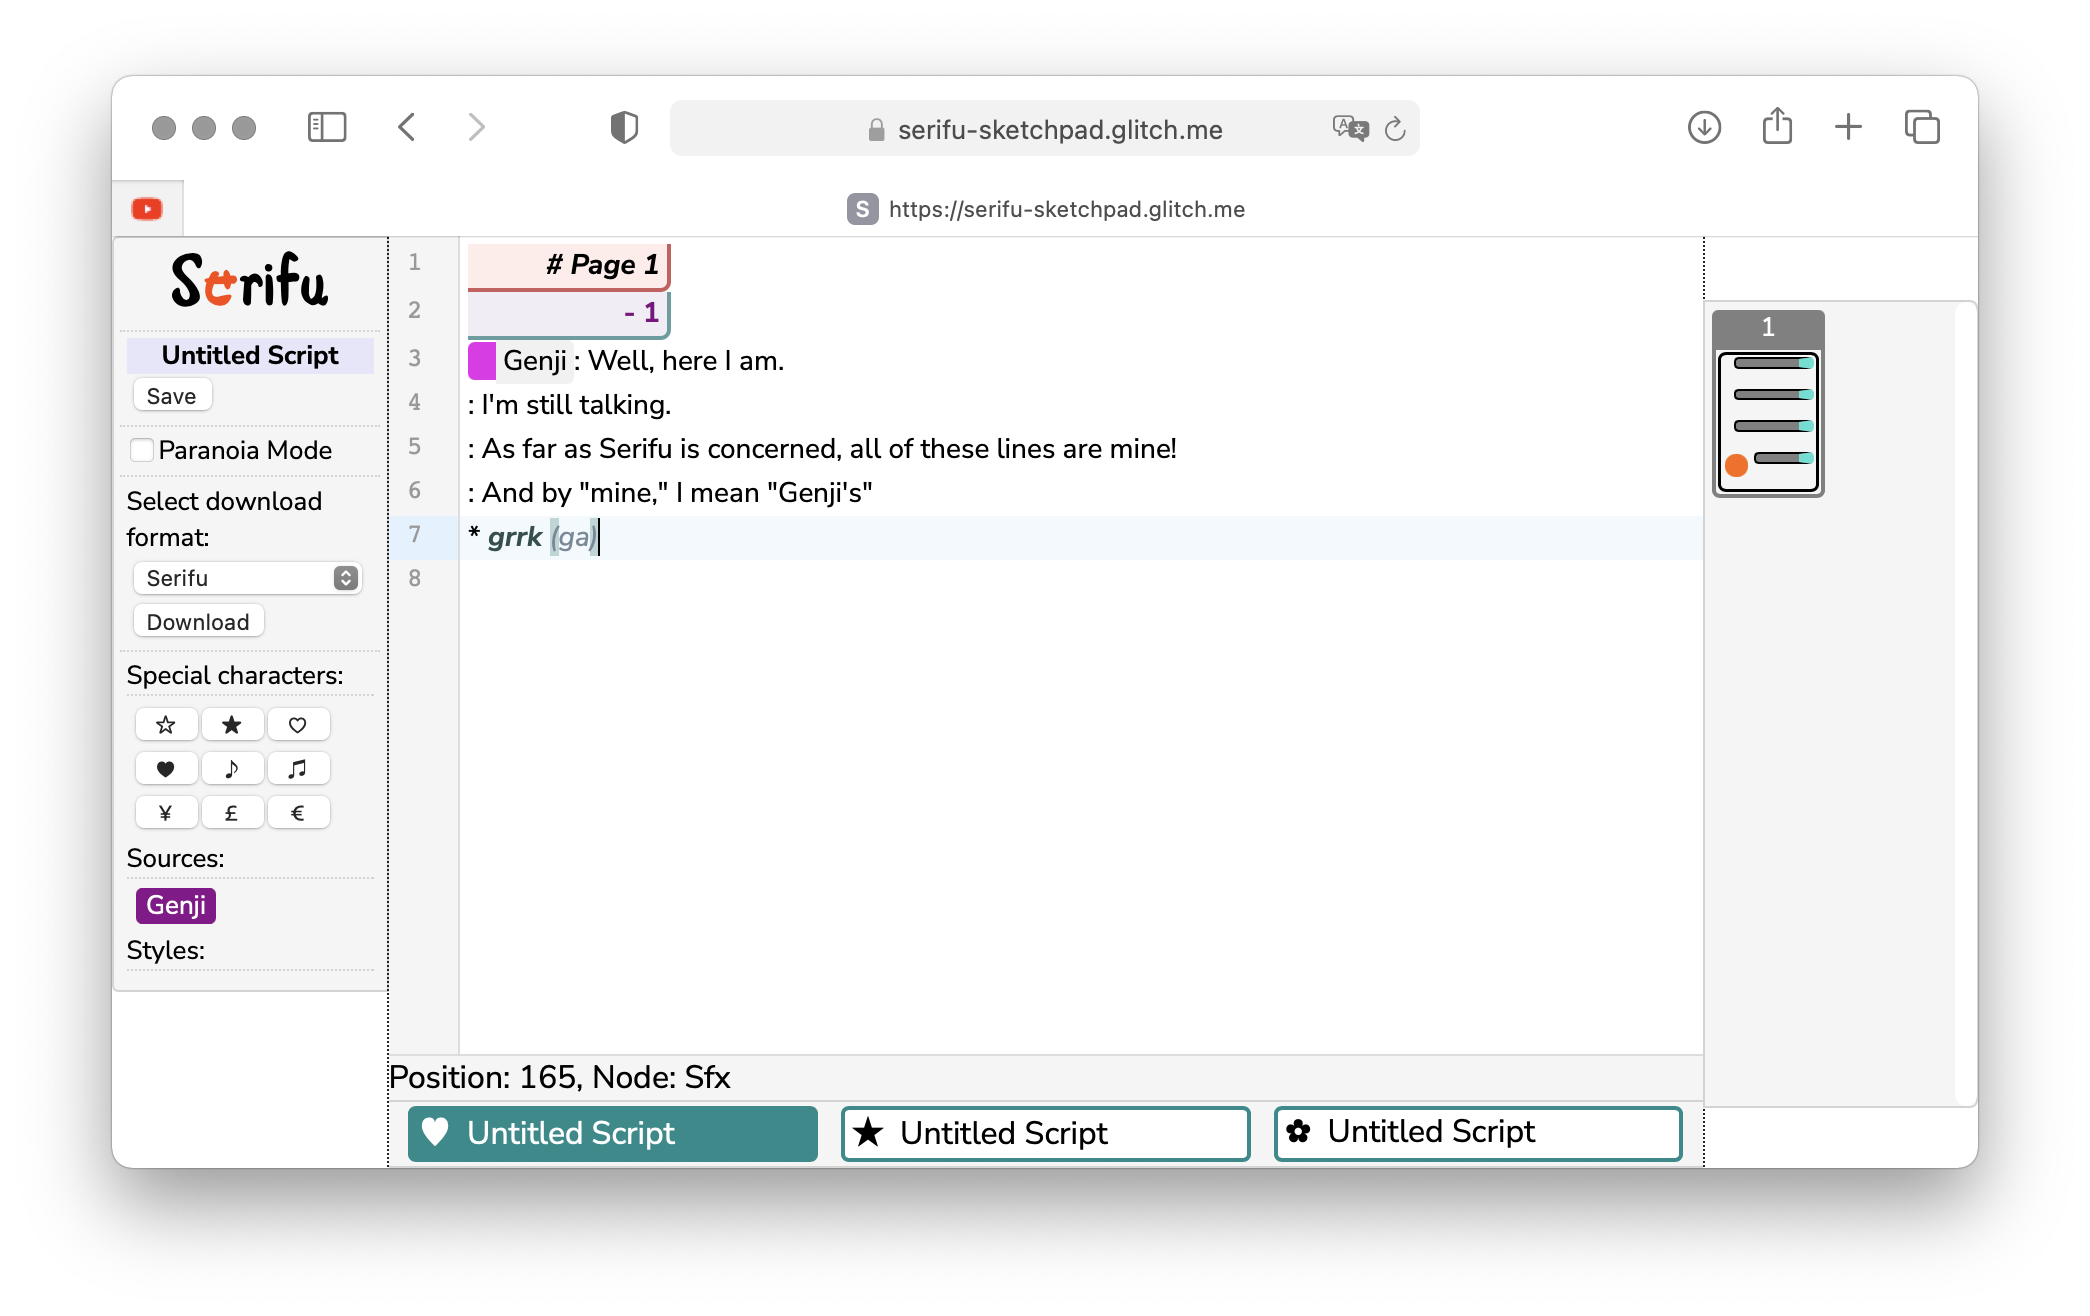 serifu-sketchpad.glitch.me
S https://serifu-sketchpad.glitch.me
Serifu
Untitled Script
Save
Paranoia Mode
Select download
format:
Serifu
Download
Special characters:
☆ ★ ♡
♥ ♪ ♫
¥ £ €
Sources:
Genji
Styles:
1 # Page 1
2 - 1
3 Genji : Well, here I am.
4 : I'm still talking.
5 : As far as Serifu is concerned, all of these lines are mine!
6 : And by "mine," I mean "Genji's"
7 * grrk (ga)
8
Position: 165, Node: Sfx
♥ Untitled Script
★ Untitled Script
✿ Untitled Script
1